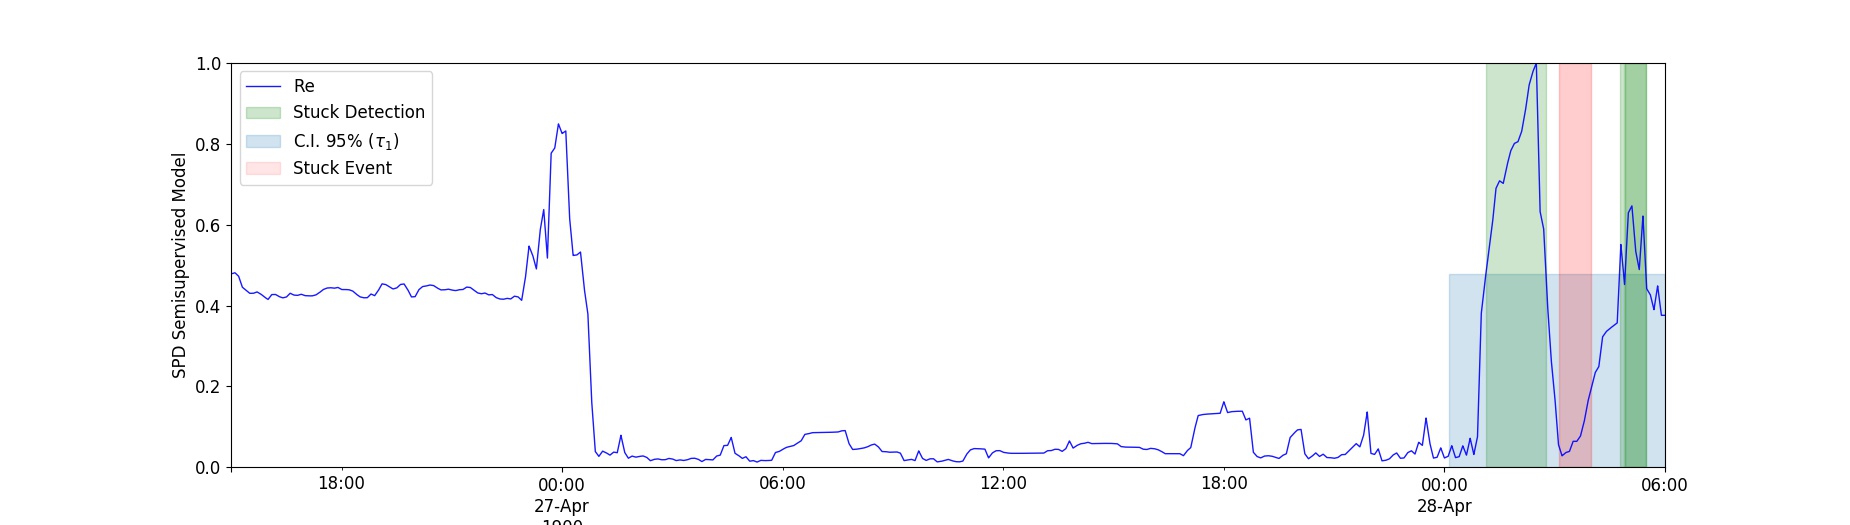 1.0
0.8
0.6
0.4
0.2
0.0
SPD Semisupervised Model
Re
Stuck Detection
C.I. 95% (τ₁)
Stuck Event
18:00 00:00 06:00 12:00 18:00 00:00 06:00
27-Apr 28-Apr
1900